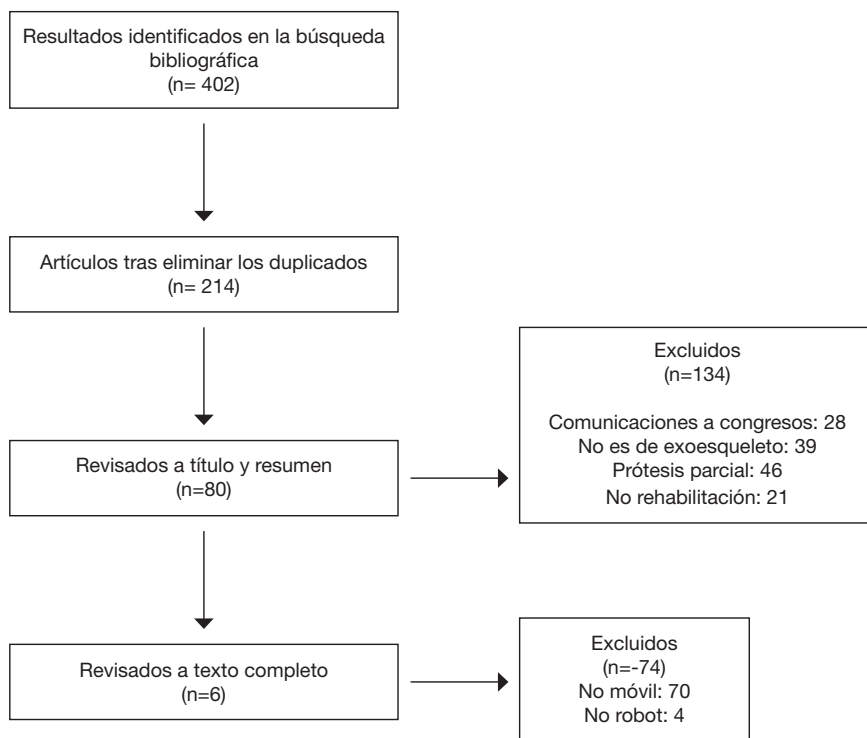 Resultados identificados en la búsqueda
bibliográfica
(n= 402)
Artículos tras eliminar los duplicados
(n= 214)
Revisados a título y resumen
(n=80)
Excluidos
(n=134)
Comunicaciones a congresos: 28
No es de exoesqueleto: 39
Prótesis parcial: 46
No rehabilitación: 21
Revisados a texto completo
(n=6)
Excluidos
(n=-74)
No móvil: 70
No robot: 4